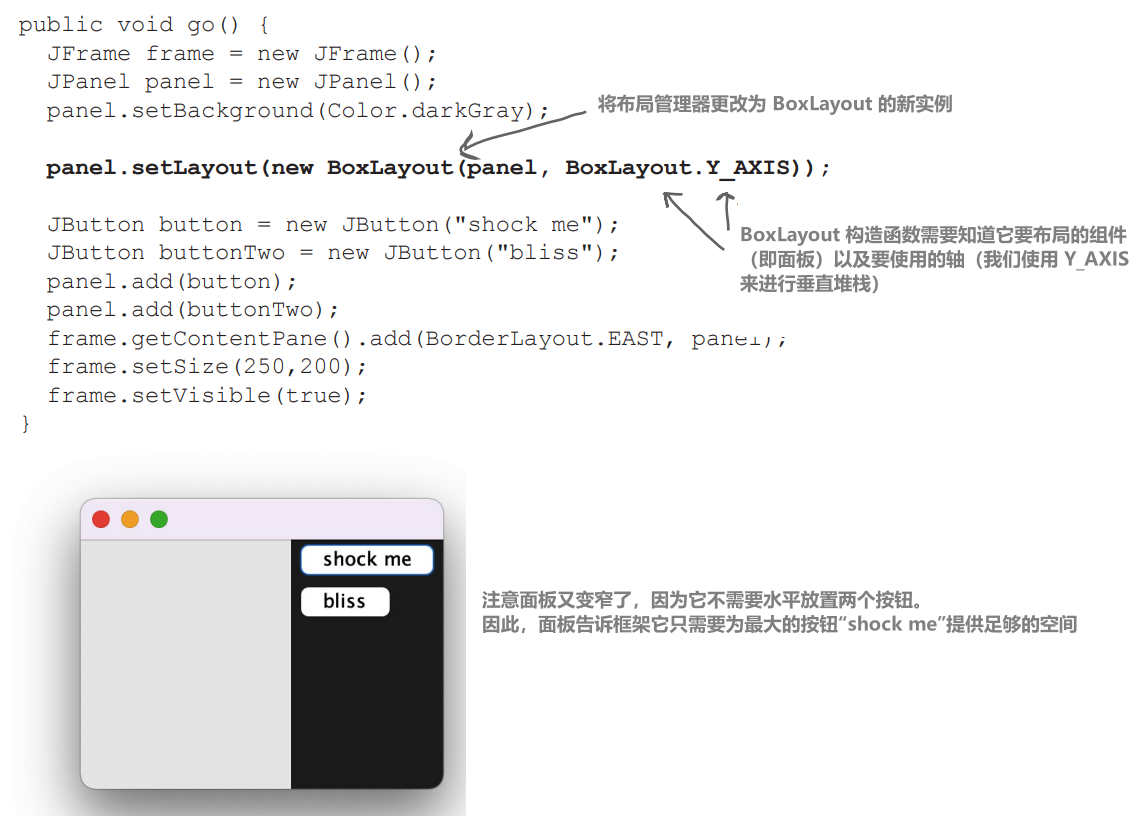 public void go() {
JFrame frame = new JFrame();
JPanel panel = new JPanel();
panel.setBackground(Color.darkGray);
将布局管理器更改为 BoxLayout 的新实例
panel.setLayout(new BoxLayout(panel, BoxLayout.Y_AXIS));
JButton button = new JButton("shock me");
JButton buttonTwo = new JButton("bliss");
panel.add(button);
panel.add(buttonTwo);
BoxLayout 构造函数需要知道它要布局的组件
（即面板）以及要使用的轴（我们使用 Y_AXIS
来进行垂直堆栈）
frame.getContentPane().add(BorderLayout.EAST, panel);
frame.setSize(250,200);
frame.setVisible(true);
}
shock me
bliss
注意面板又变窄了，因为它不需要水平放置两个按钮。
因此，面板告诉框架它只需要为最大的按钮“shock me”提供足够的空间